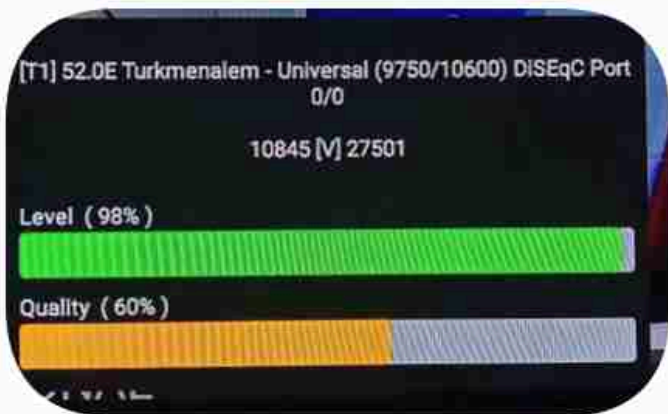 [T1] 52.0E Turkmenalem - Universal (9750/10600) DiSEqC Port
0/0
10845 [V] 27501
Level ( 98% )
Quality ( 60% )